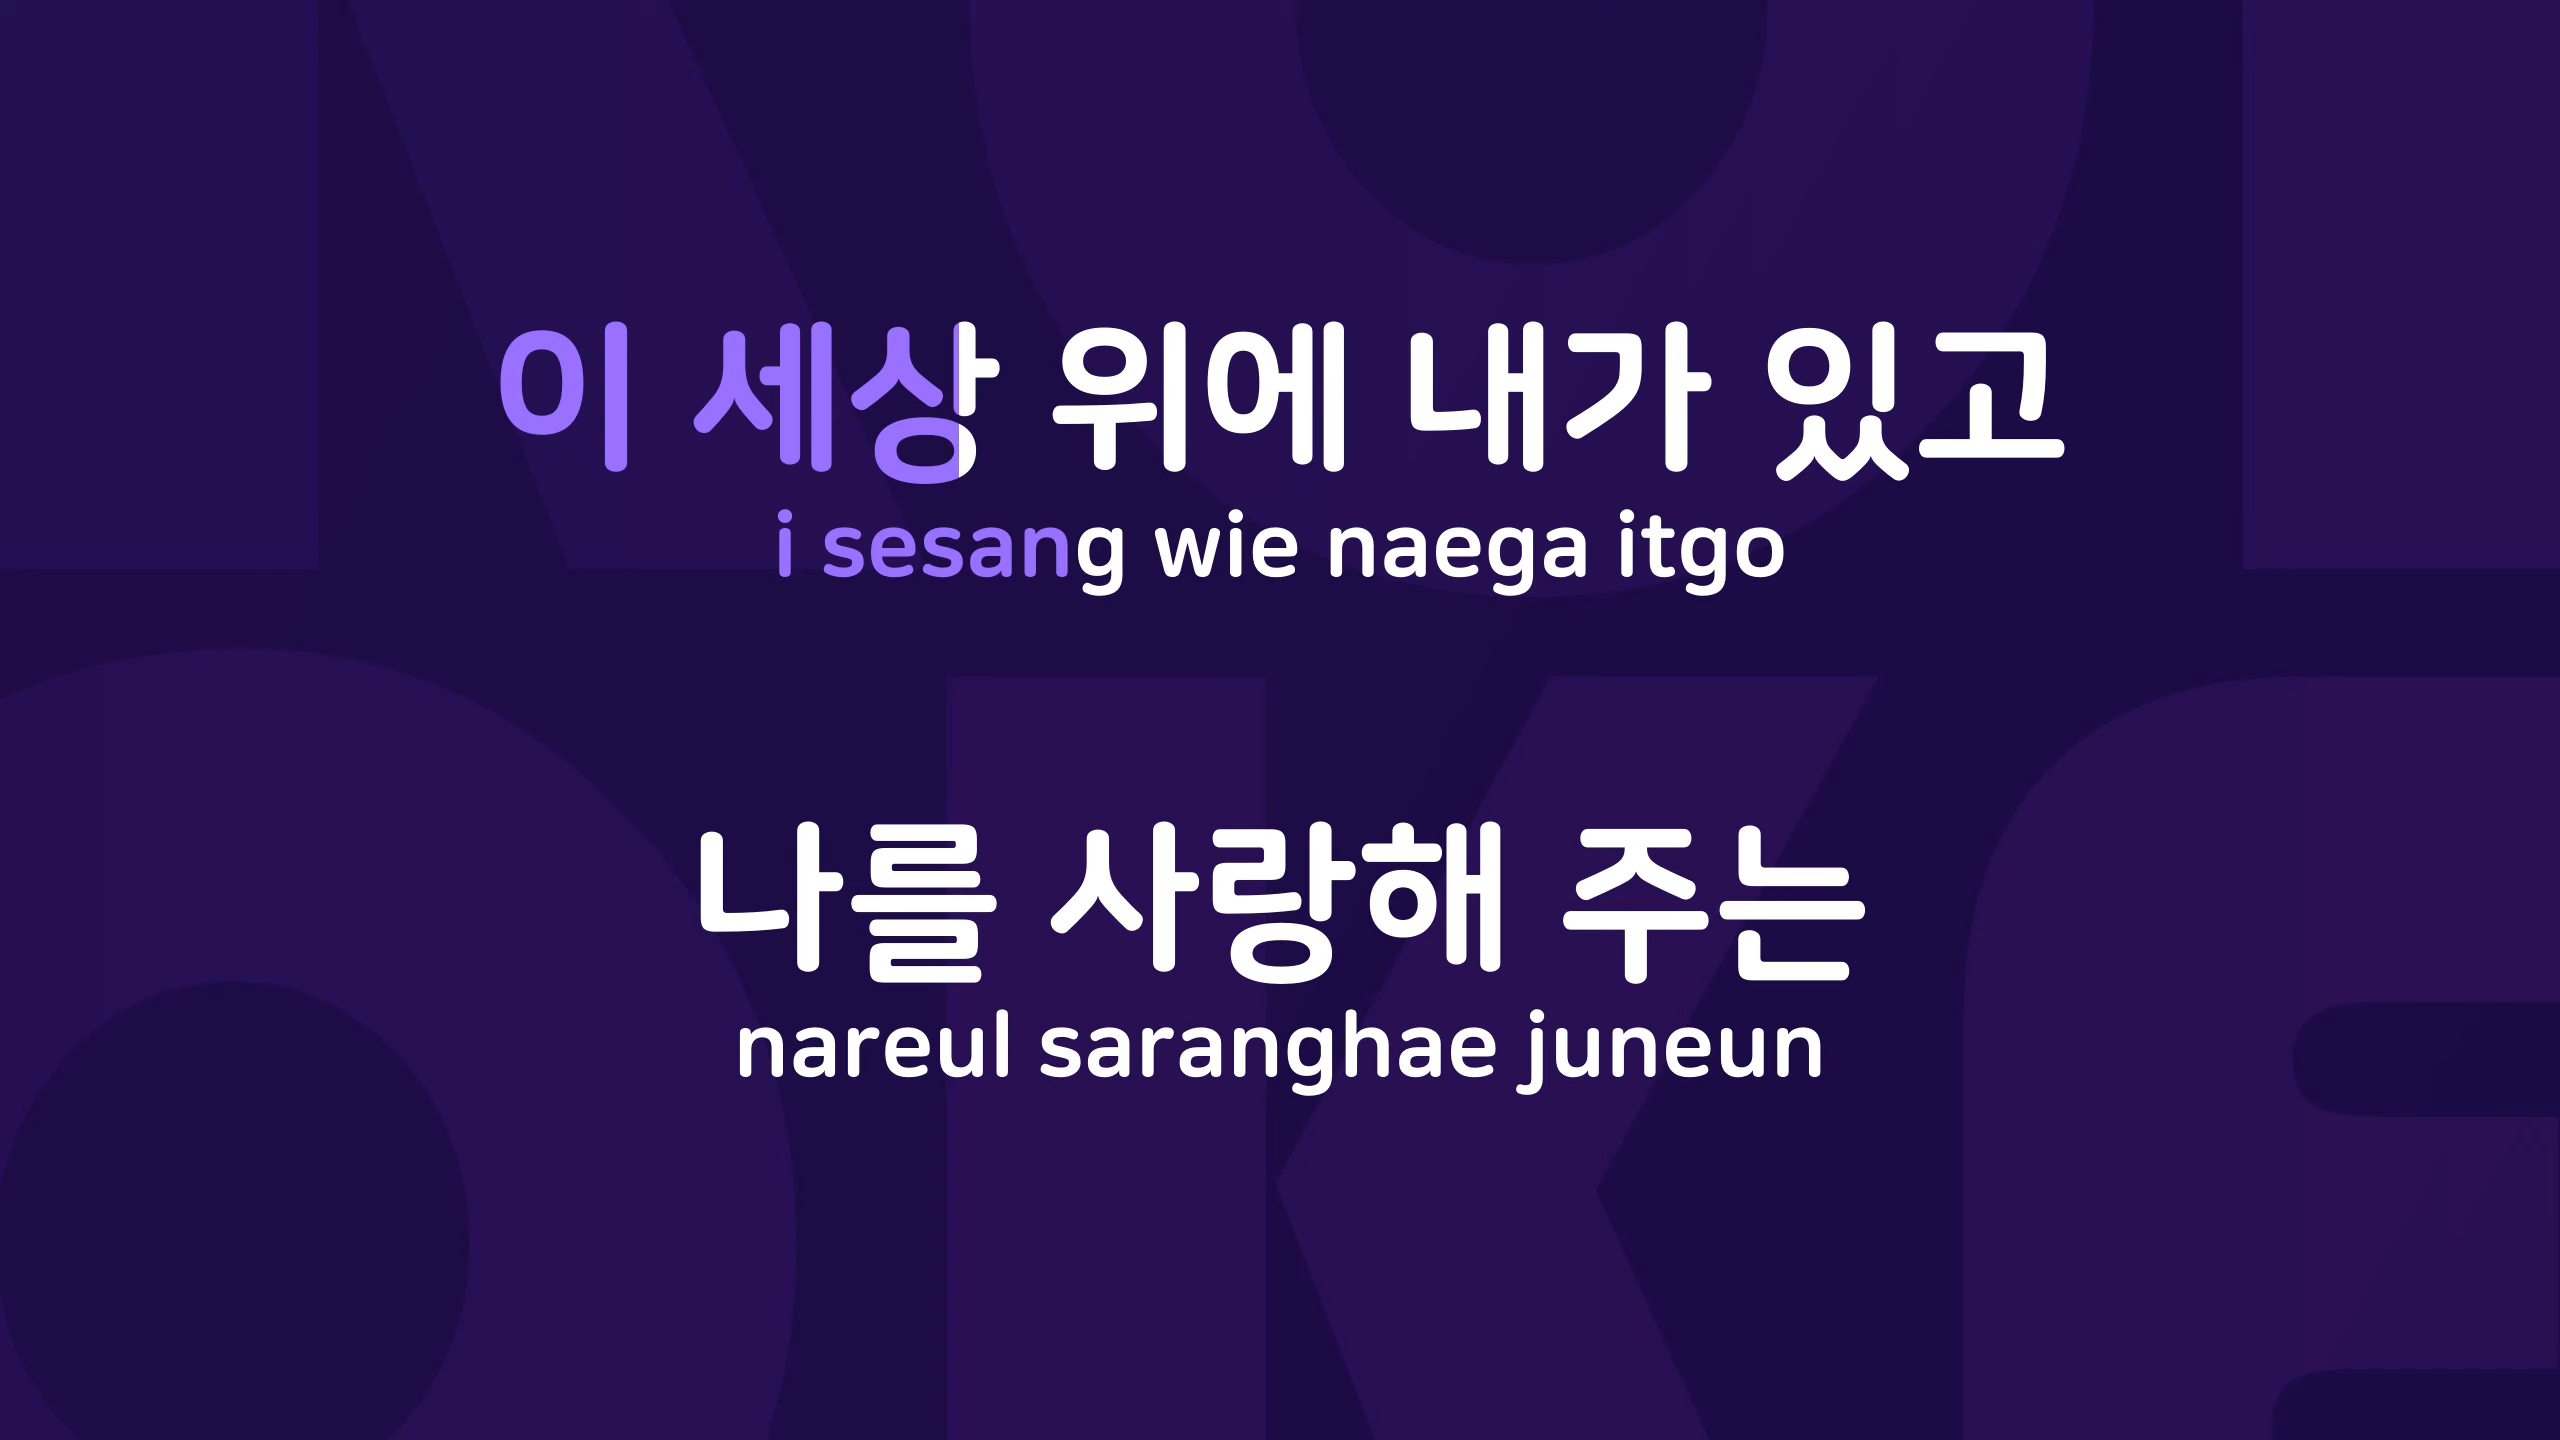 이 세상 위에 내가 있고
i sesang wie naega itgo
나를 사랑해 주는
nareul saranghae juneun